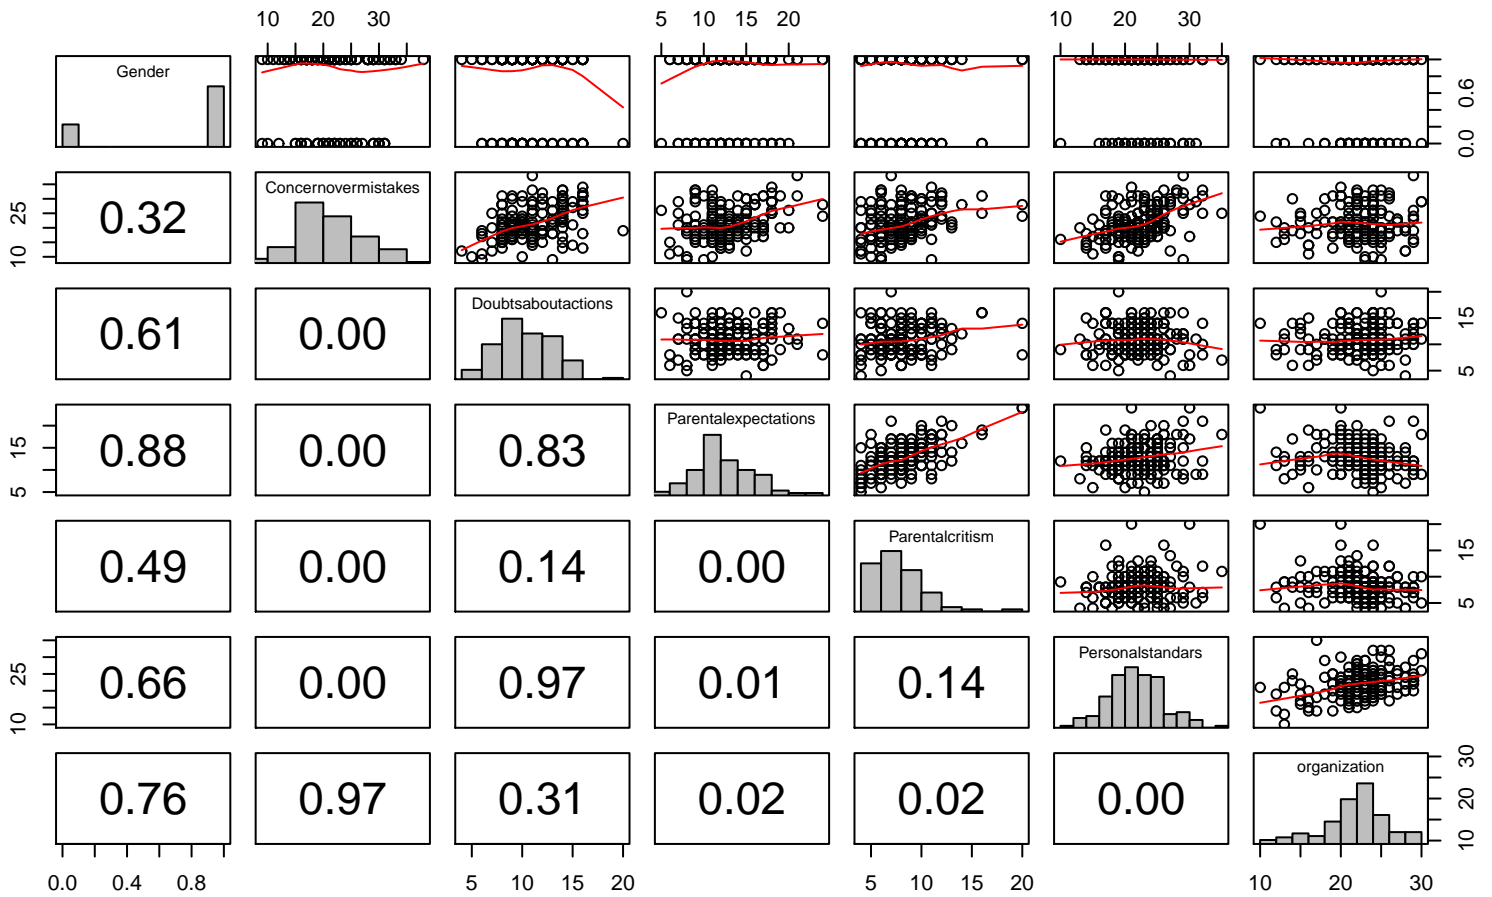 10 20 30 5 10 15 20 10 20 30
Gender
0.0 0.6
0.32 Concernovermistakes
10 25
0.61 0.00 Doubtsaboutactions
5 15
0.88 0.00 0.83 Parentalexpectations
5 15
0.49 0.00 0.14 0.00 Parentalcritism
5 15
0.66 0.00 0.97 0.01 0.14 Personalstandars
10 25
0.76 0.97 0.31 0.02 0.02 0.00 organization
10 20 30
0.0 0.4 0.8 5 10 15 20 5 10 15 20 10 20 30